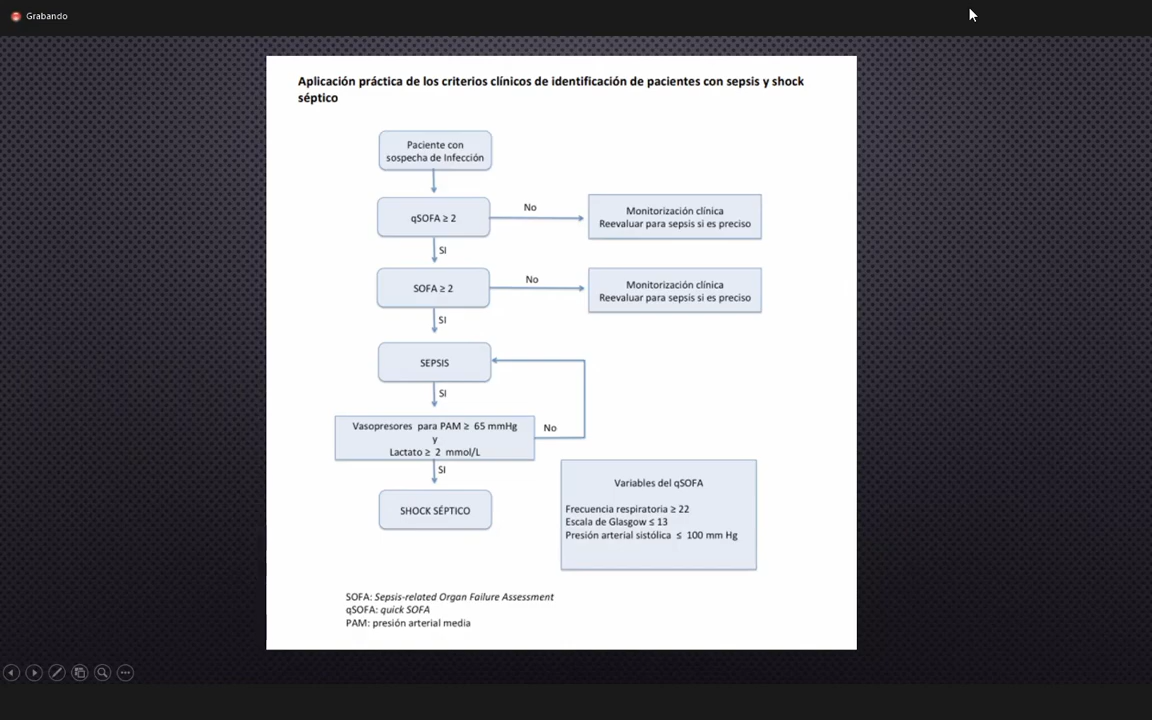 Grabando
Aplicación práctica de los criterios clínicos de identificación de pacientes con sepsis y shock
séptico
Paciente con
sospecha de Infección
qSOFA ≥ 2
No
Monitorización clínica
Reevaluar para sepsis si es preciso
SI
SOFA ≥ 2
No
Monitorización clínica
Reevaluar para sepsis si es preciso
SI
SEPSIS
SI
Vasopresores para PAM ≥ 65 mmHg
y
Lactato ≥ 2 mmol/L
No
SI
SHOCK SÉPTICO
Variables del qSOFA
Frecuencia respiratoria ≥ 22
Escala de Glasgow ≤ 13
Presión arterial sistólica ≤ 100 mm Hg
SOFA: Sepsis-related Organ Failure Assessment
qSOFA: quick SOFA
PAM: presión arterial media